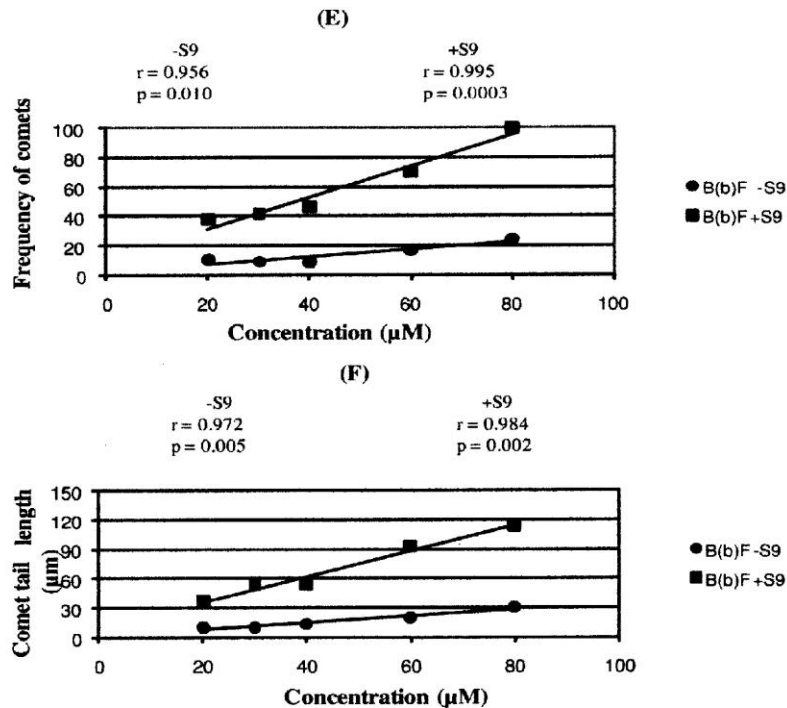 (E)
-S9 +S9
r = 0.956 r = 0.995
p = 0.010 p = 0.0003
Frequency of comets
100
80
60
40
20
0
0 20 40 60 80 100
Concentration (µM)
B(b)F -S9
B(b)F +S9
(F)
-S9 +S9
r = 0.972 r = 0.984
p = 0.005 p = 0.002
Comet tail length
(µm)
150
120
90
60
30
0
0 20 40 60 80 100
Concentration (µM)
B(b)F-S9
B(b)F+S9